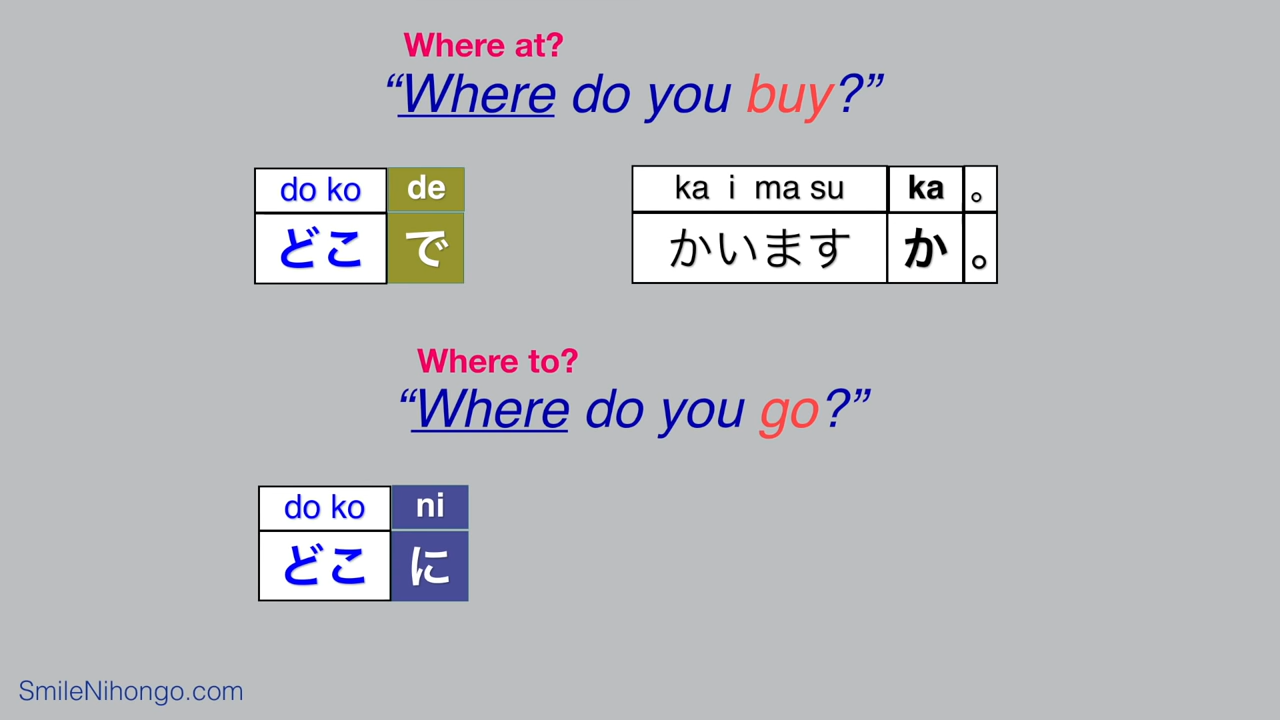 Where at?
“Where do you buy?”
do ko de ka i ma su ka 。
どこ で かいます か 。
Where to?
“Where do you go?”
do ko ni
どこ に
SmileNihongo.com